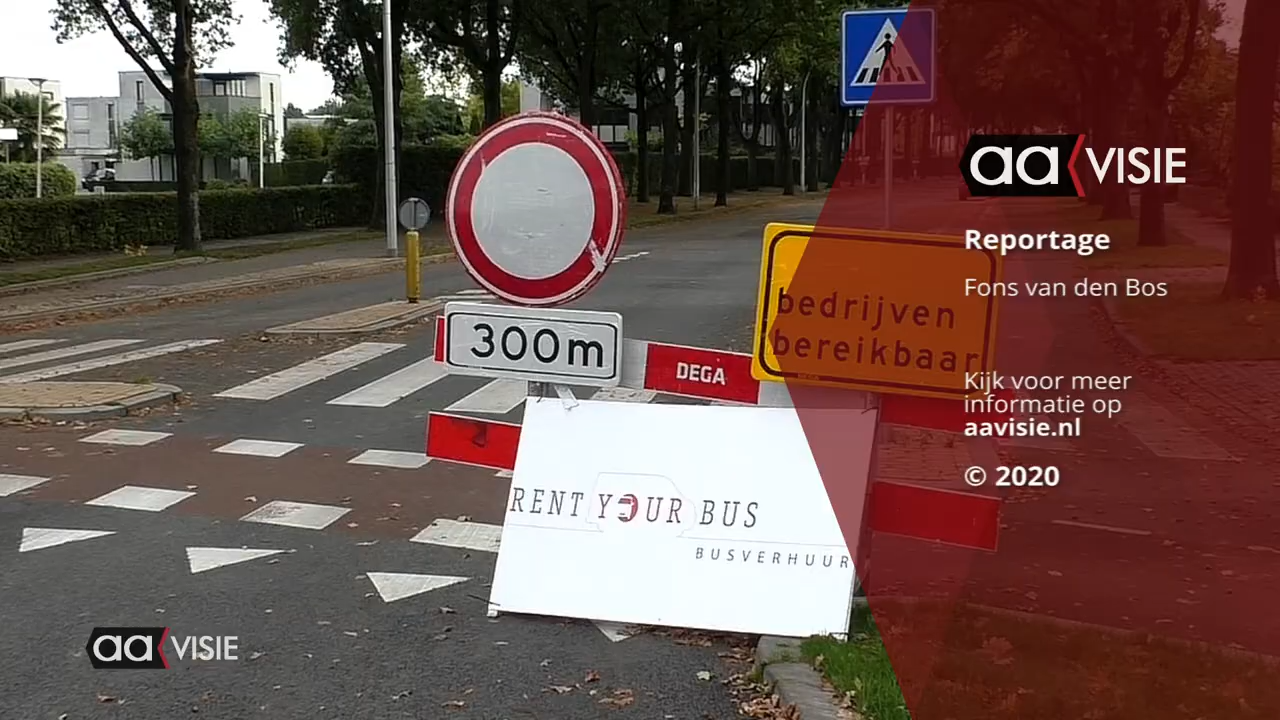 aa VISIE
Reportage
Fons van den Bos
bedrijven
bereikbaar
300m
DEGA
Kijk voor meer
informatie op
aavisie.nl
© 2020
RENT YOUR BUS
BUSVERHUUR
aa VISIE